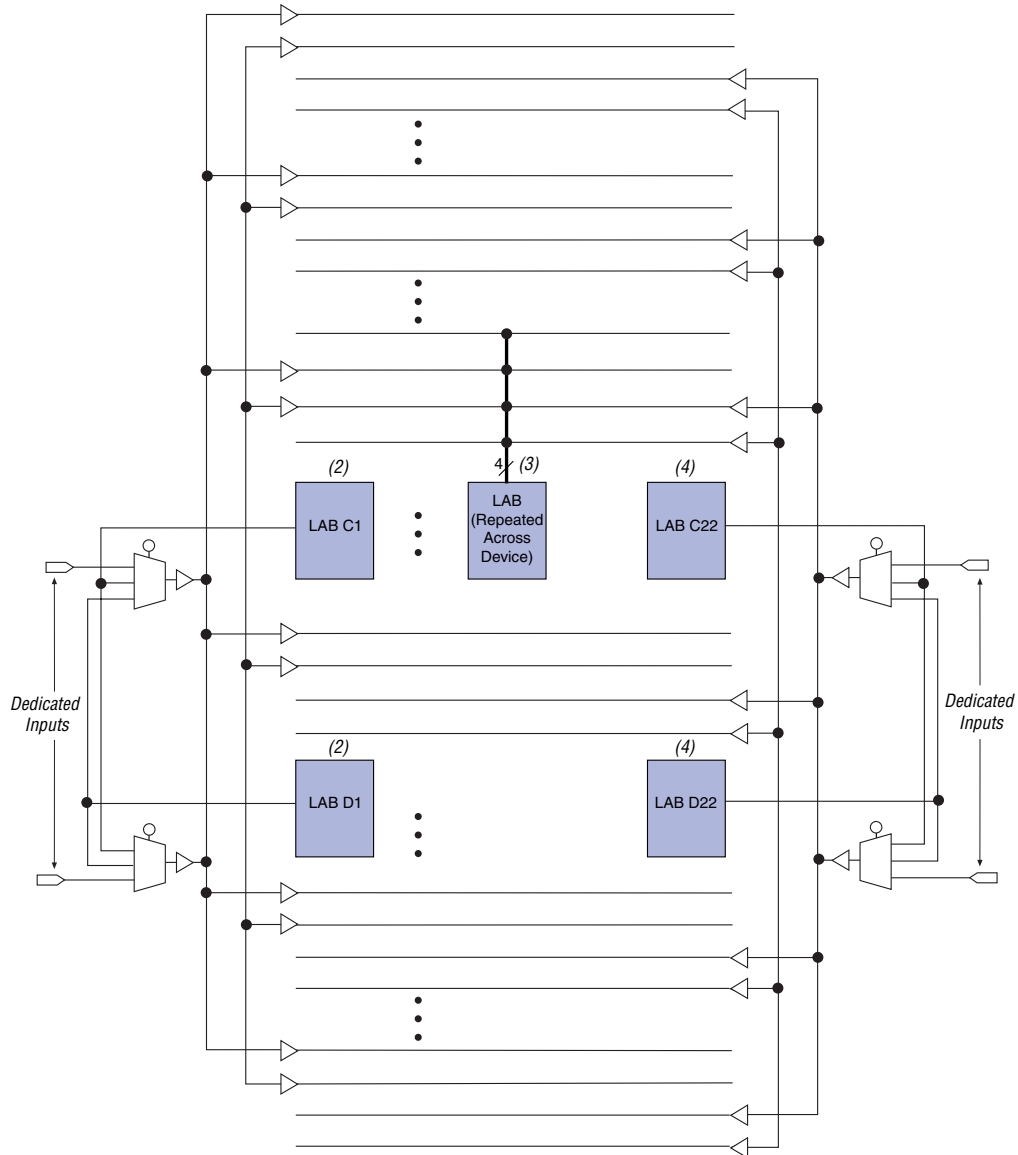 4
(3)
(2)
(4)
LAB C1
LAB
(Repeated
Across
Device)
LAB C22
Dedicated
Inputs
Dedicated
Inputs
(2)
(4)
LAB D1
LAB D22